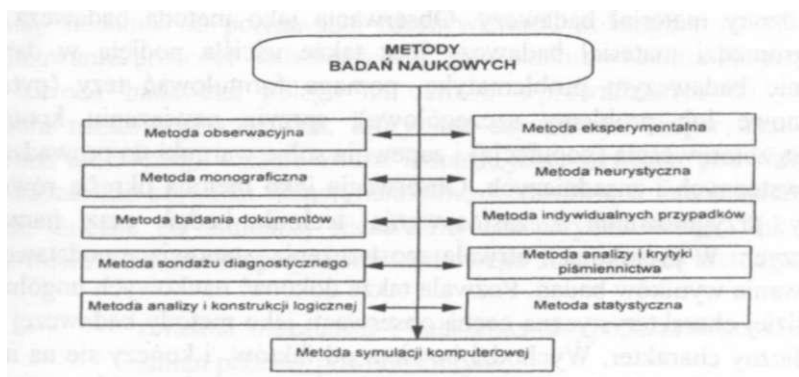 METODY
BADAŃ NAUKOWYCH
Metoda obserwacyjna
Metoda eksperymentalna
Metoda monograficzna
Metoda heurystyczna
Metoda badania dokumentów
Metoda indywidualnych przypadków
Metoda sondażu diagnostycznego
Metoda analizy i krytyki
piśmiennictwa
Metoda analizy i konstrukcji logicznej
Metoda statystyczna
Metoda symulacji komputerowej